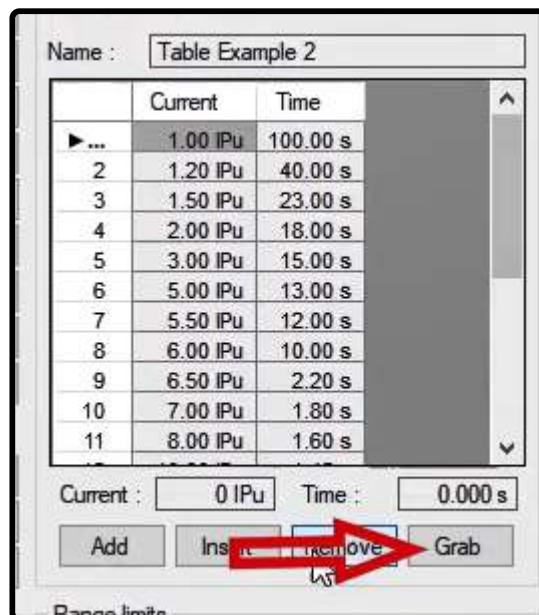 Name : Table Example 2
Current Time
►... 1.00 IPu 100.00 s
2 1.20 IPu 40.00 s
3 1.50 IPu 23.00 s
4 2.00 IPu 18.00 s
5 3.00 IPu 15.00 s
6 5.00 IPu 13.00 s
7 5.50 IPu 12.00 s
8 6.00 IPu 10.00 s
9 6.50 IPu 2.20 s
10 7.00 IPu 1.80 s
11 8.00 IPu 1.60 s
Current : 0 IPu Time : 0.000 s
Add Grab
Range limits